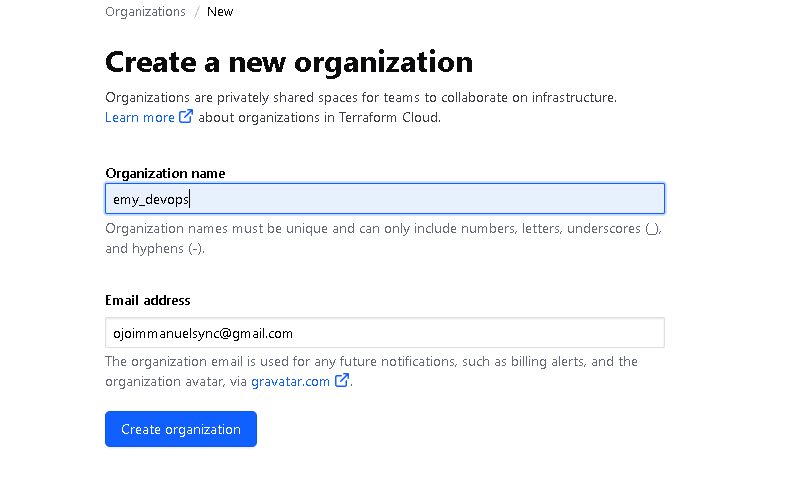 Organizations / New
Create a new organization
Organizations are privately shared spaces for teams to collaborate on infrastructure.
Learn more about organizations in Terraform Cloud.
Organization name
emy_devops
Organization names must be unique and can only include numbers, letters, underscores (_),
and hyphens (-).
Email address
ojoimmanuelsync@gmail.com
The organization email is used for any future notifications, such as billing alerts, and the
organization avatar, via gravatar.com.
Create organization